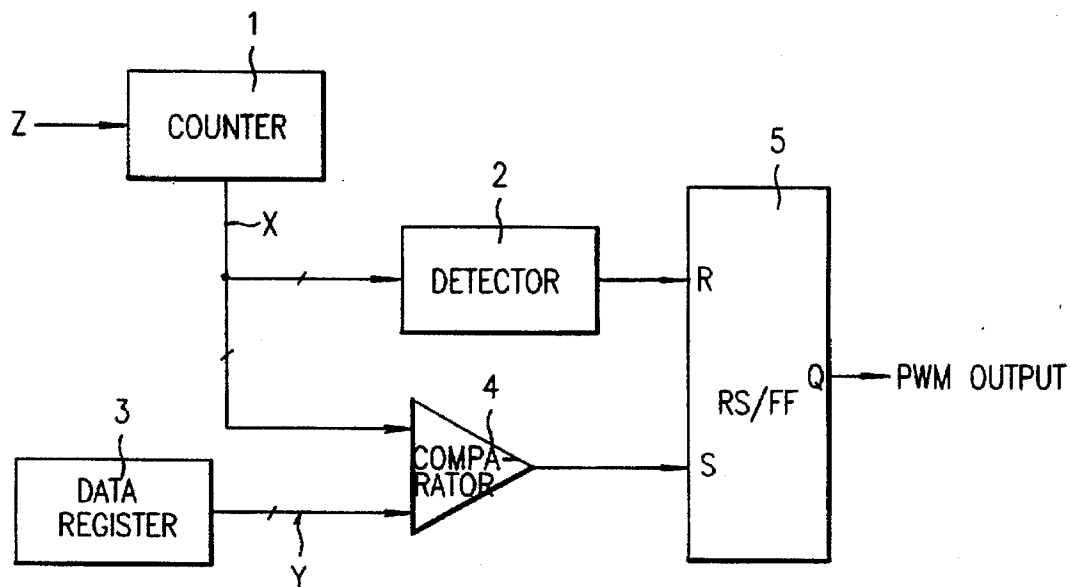 1
COUNTER
Z
X
2
DETECTOR
5
R
Q
PWM OUTPUT
RS/FF
S
3
DATA
REGISTER
4
COMPA-
RATOR
Y